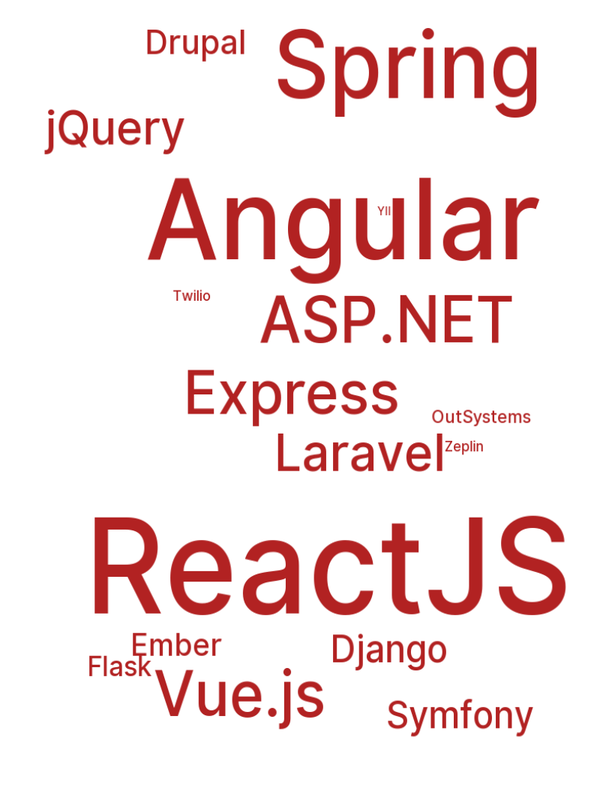 Drupal
Spring
jQuery
Angular
YII
Twilio
ASP.NET
Express
OutSystems
Laravel
Zeplin
ReactJS
Ember
Django
Flask
Vue.js
Symfony